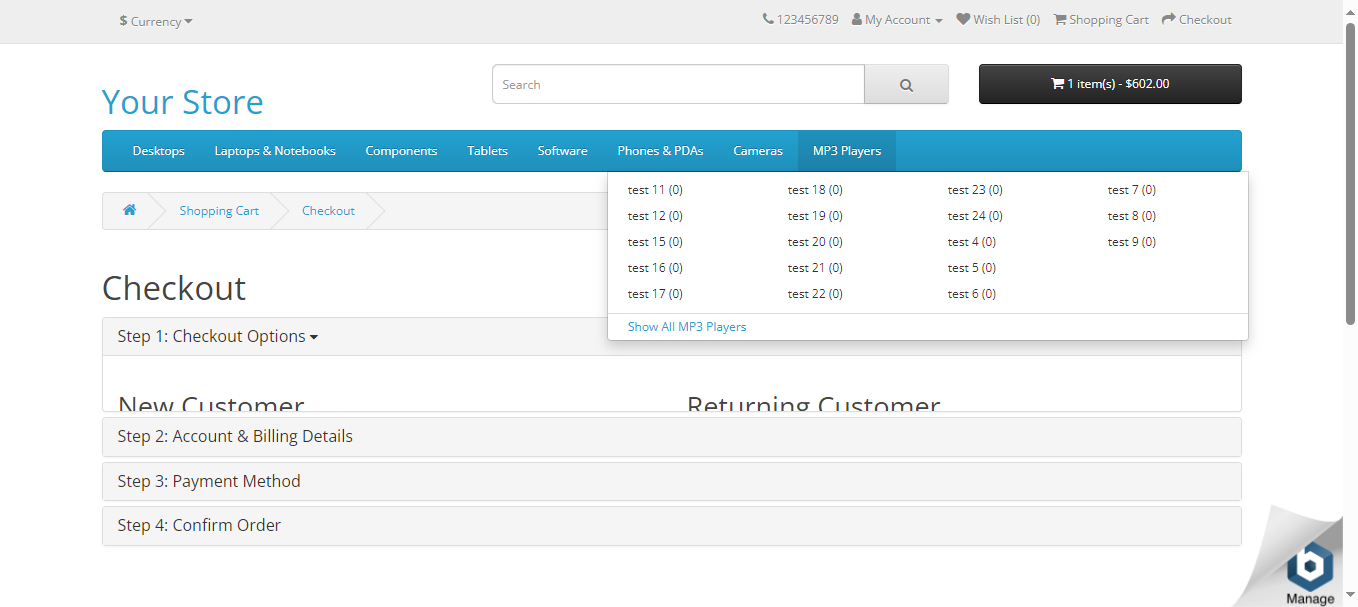 $ Currency
123456789 My Account Wish List (0) Shopping Cart Checkout
Your Store
Search
1 item(s) - $602.00
Desktops Laptops & Notebooks Components Tablets Software Phones & PDAs Cameras MP3 Players
test 11 (0) test 18 (0) test 23 (0) test 7 (0)
test 12 (0) test 19 (0) test 24 (0) test 8 (0)
test 15 (0) test 20 (0) test 4 (0) test 9 (0)
test 16 (0) test 21 (0) test 5 (0)
test 17 (0) test 22 (0) test 6 (0)
Show All MP3 Players
Shopping Cart Checkout
Checkout
Step 1: Checkout Options
New Customer Returning Customer
Step 2: Account & Billing Details
Step 3: Payment Method
Step 4: Confirm Order
b
Manage